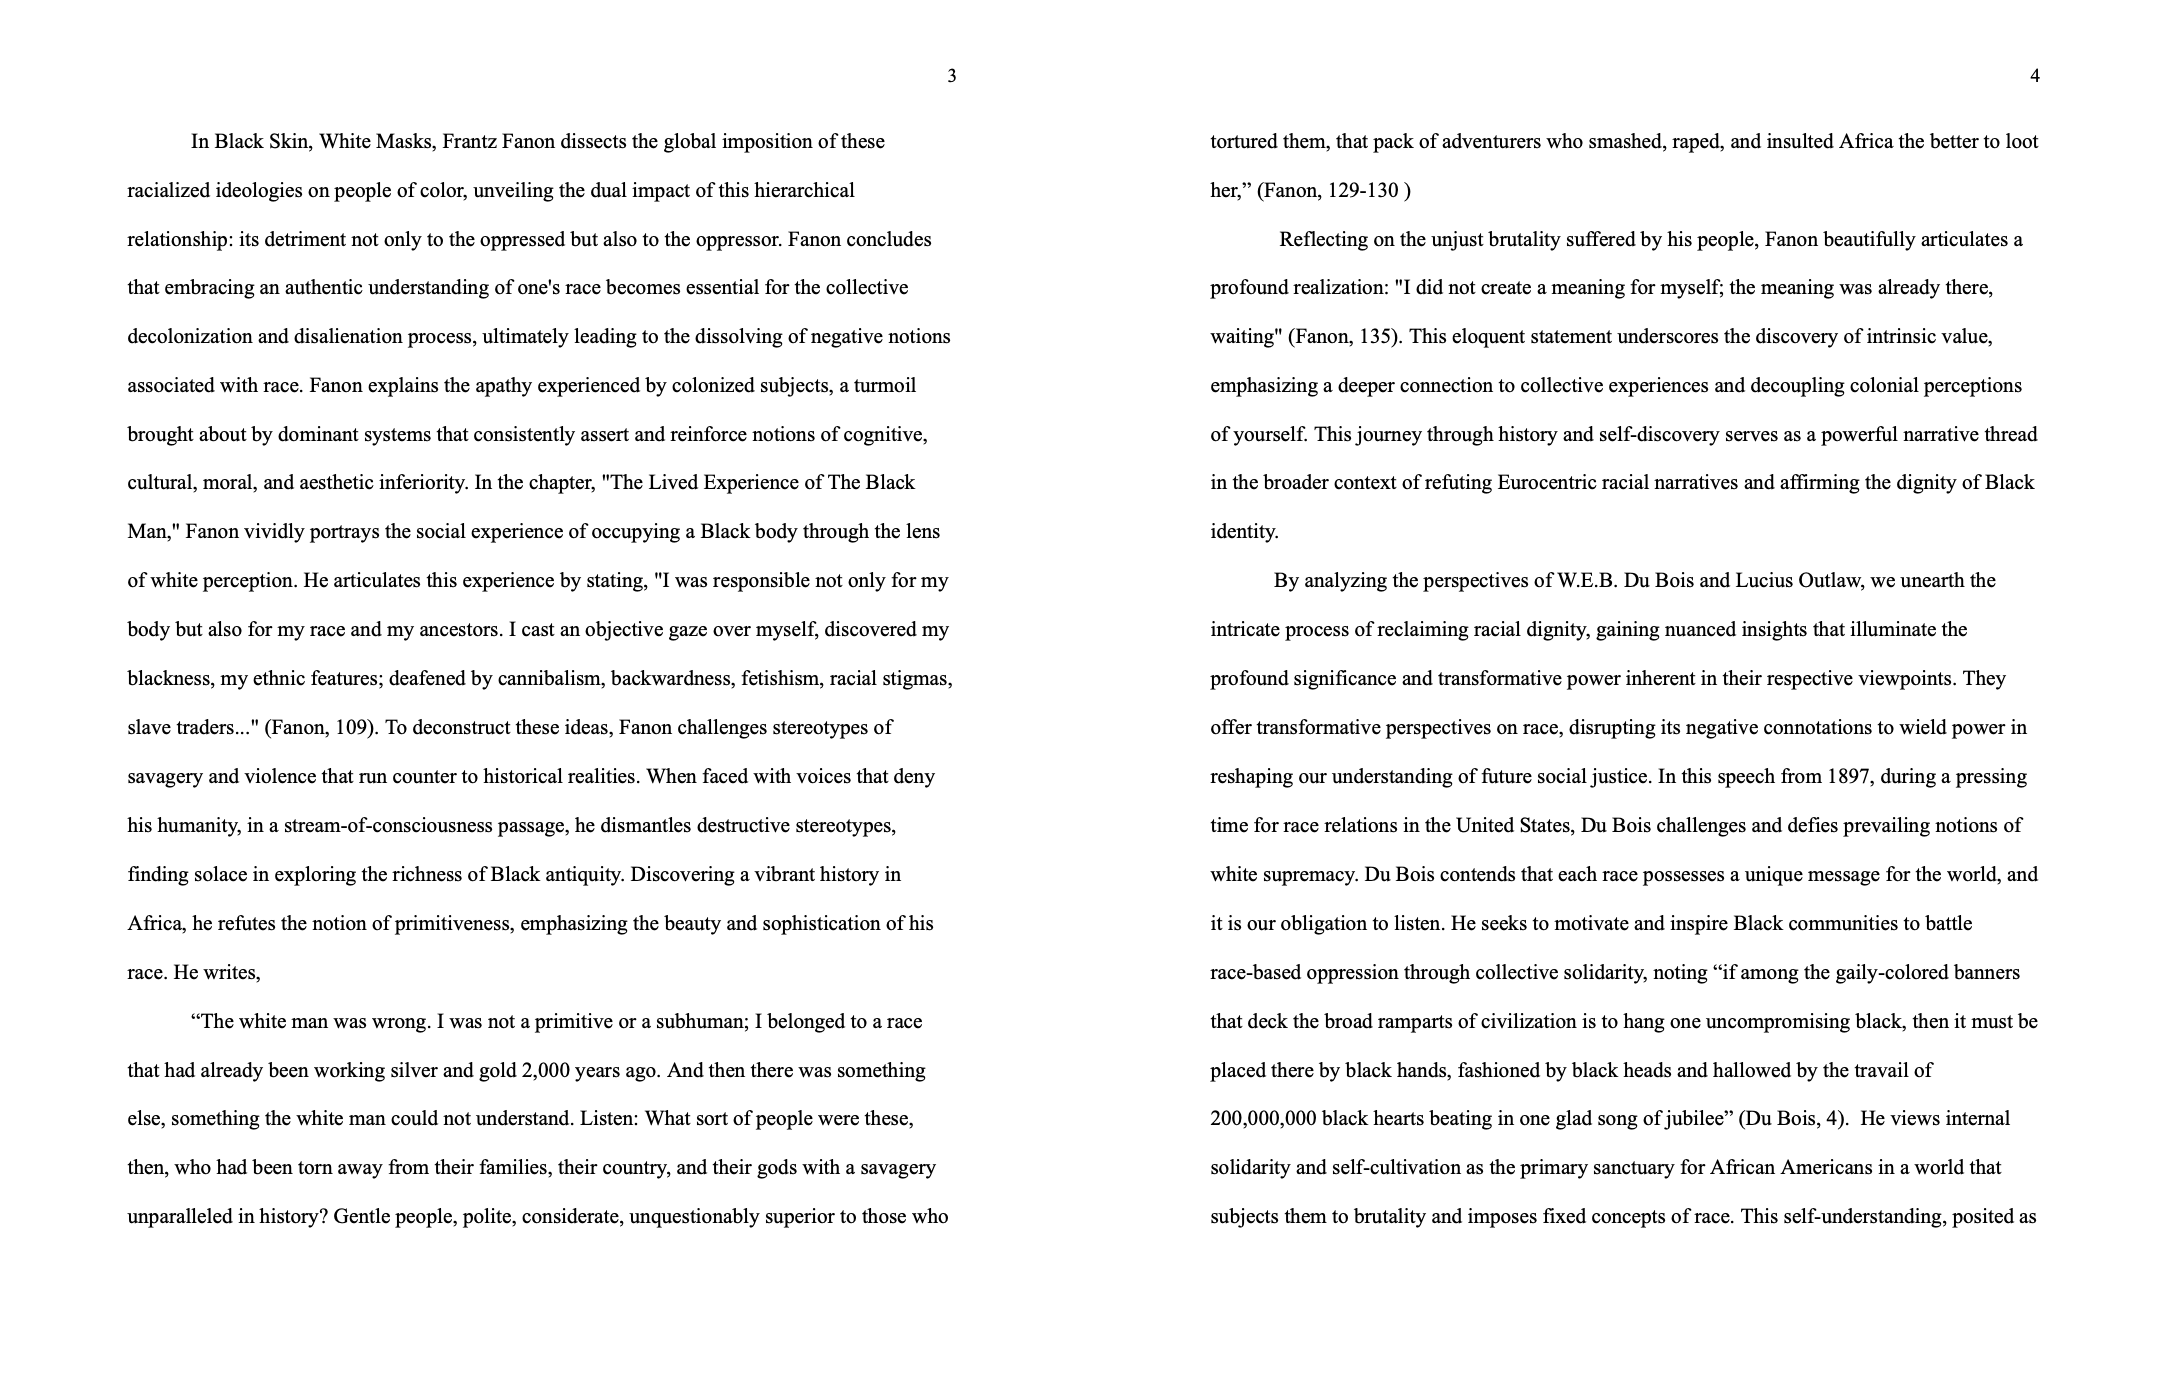 3
In Black Skin, White Masks, Frantz Fanon dissects the global imposition of these
racialized ideologies on people of color, unveiling the dual impact of this hierarchical
relationship: its detriment not only to the oppressed but also to the oppressor. Fanon concludes
that embracing an authentic understanding of one's race becomes essential for the collective
decolonization and disalienation process, ultimately leading to the dissolving of negative notions
associated with race. Fanon explains the apathy experienced by colonized subjects, a turmoil
brought about by dominant systems that consistently assert and reinforce notions of cognitive,
cultural, moral, and aesthetic inferiority. In the chapter, "The Lived Experience of The Black
Man," Fanon vividly portrays the social experience of occupying a Black body through the lens
of white perception. He articulates this experience by stating, "I was responsible not only for my
body but also for my race and my ancestors. I cast an objective gaze over myself, discovered my
blackness, my ethnic features; deafened by cannibalism, backwardness, fetishism, racial stigmas,
slave traders..." (Fanon, 109). To deconstruct these ideas, Fanon challenges stereotypes of
savagery and violence that run counter to historical realities. When faced with voices that deny
his humanity, in a stream-of-consciousness passage, he dismantles destructive stereotypes,
finding solace in exploring the richness of Black antiquity. Discovering a vibrant history in
Africa, he refutes the notion of primitiveness, emphasizing the beauty and sophistication of his
race. He writes,
“The white man was wrong. I was not a primitive or a subhuman; I belonged to a race
that had already been working silver and gold 2,000 years ago. And then there was something
else, something the white man could not understand. Listen: What sort of people were these,
then, who had been torn away from their families, their country, and their gods with a savagery
unparalleled in history? Gentle people, polite, considerate, unquestionably superior to those who
4
tortured them, that pack of adventurers who smashed, raped, and insulted Africa the better to loot
her,” (Fanon, 129-130 )
Reflecting on the unjust brutality suffered by his people, Fanon beautifully articulates a
profound realization: "I did not create a meaning for myself; the meaning was already there,
waiting" (Fanon, 135). This eloquent statement underscores the discovery of intrinsic value,
emphasizing a deeper connection to collective experiences and decoupling colonial perceptions
of yourself. This journey through history and self-discovery serves as a powerful narrative thread
in the broader context of refuting Eurocentric racial narratives and affirming the dignity of Black
identity.
By analyzing the perspectives of W.E.B. Du Bois and Lucius Outlaw, we unearth the
intricate process of reclaiming racial dignity, gaining nuanced insights that illuminate the
profound significance and transformative power inherent in their respective viewpoints. They
offer transformative perspectives on race, disrupting its negative connotations to wield power in
reshaping our understanding of future social justice. In this speech from 1897, during a pressing
time for race relations in the United States, Du Bois challenges and defies prevailing notions of
white supremacy. Du Bois contends that each race possesses a unique message for the world, and
it is our obligation to listen. He seeks to motivate and inspire Black communities to battle
race-based oppression through collective solidarity, noting “if among the gaily-colored banners
that deck the broad ramparts of civilization is to hang one uncompromising black, then it must be
placed there by black hands, fashioned by black heads and hallowed by the travail of
200,000,000 black hearts beating in one glad song of jubilee” (Du Bois, 4).  He views internal
solidarity and self-cultivation as the primary sanctuary for African Americans in a world that
subjects them to brutality and imposes fixed concepts of race. This self-understanding, posited as